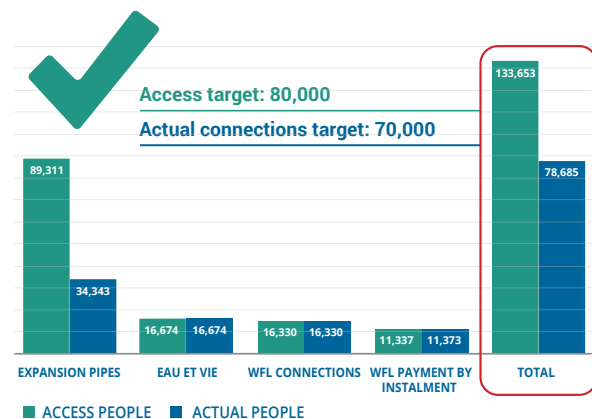 133,653
Access target: 80,000
Actual connections target: 70,000
89,311
78,685
34,343
16,674 16,674 16,330 16,330 11,337 11,373
EXPANSION PIPES EAU ET VIE WFL CONNECTIONS WFL PAYMENT BY TOTAL
INSTALMENT
ACCESS PEOPLE ACTUAL PEOPLE